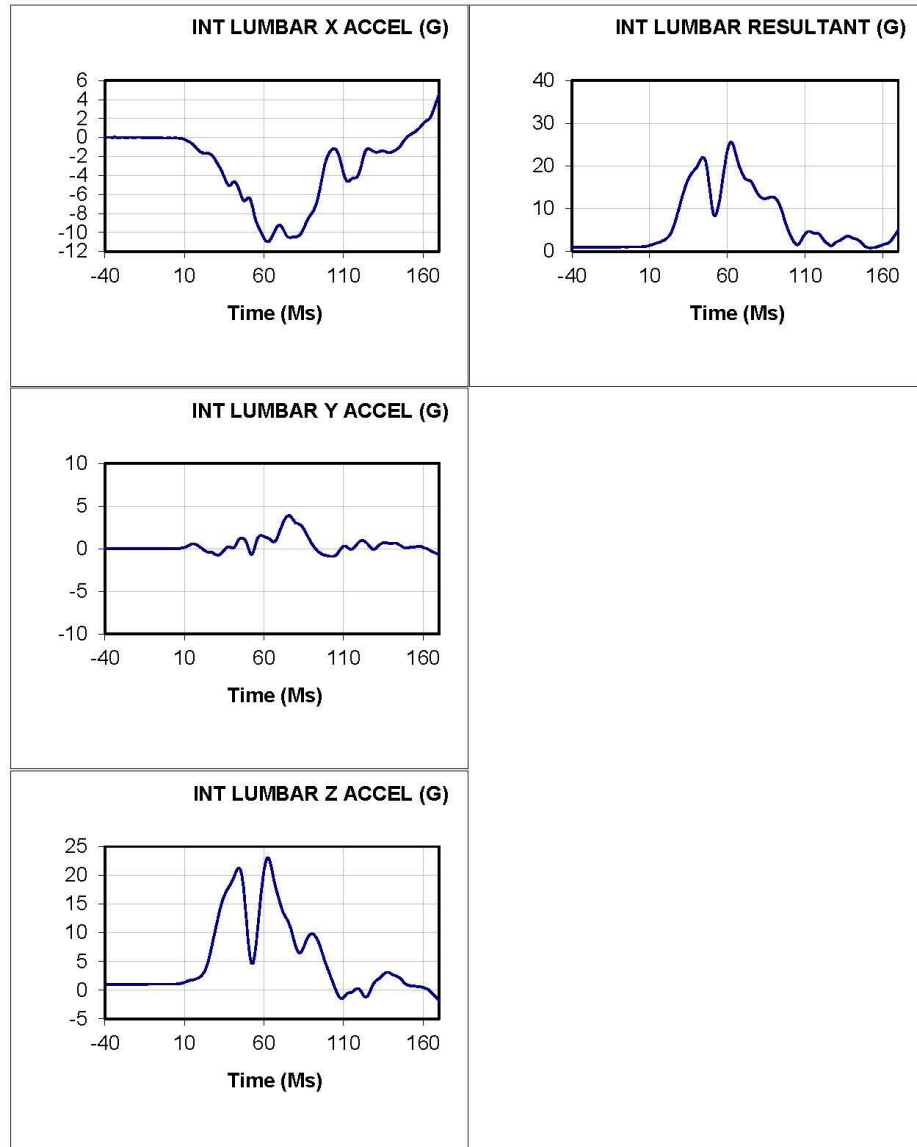 INT LUMBAR X ACCEL (G)
6
4
2
0
-2
-4
-6
-8
-10
-12
-40 10 60 110 160
Time (Ms)
INT LUMBAR RESULTANT (G)
40
30
20
10
0
-40 10 60 110 160
Time (Ms)
INT LUMBAR Y ACCEL (G)
10
5
0
-5
-10
-40 10 60 110 160
Time (Ms)
INT LUMBAR Z ACCEL (G)
25
20
15
10
5
0
-5
-40 10 60 110 160
Time (Ms)